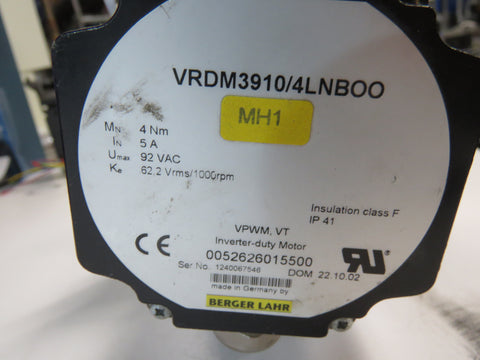 VRDM3910/4LNBOO
MH1
MN 4 Nm
IN 5 A
Umax 92 VAC
Ke 62.2 Vrms/1000rpm
Insulation class F
IP 41
VPWM, VT
Inverter-duty Motor
CE
0052626015500
Ser No. 1240067546
DOM 22.10.02
made in Germany by
BERGER LAHR